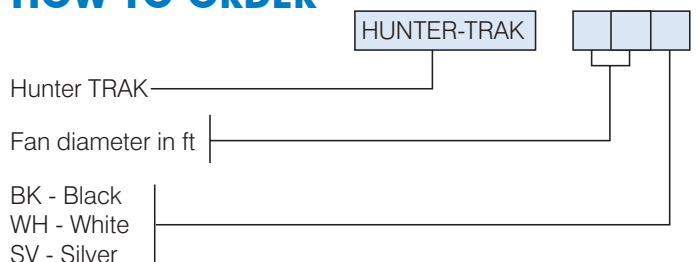 HOW TO ORDER
HUNTER-TRAK
Hunter TRAK
Fan diameter in ft
BK - Black
WH - White
SV - Silver